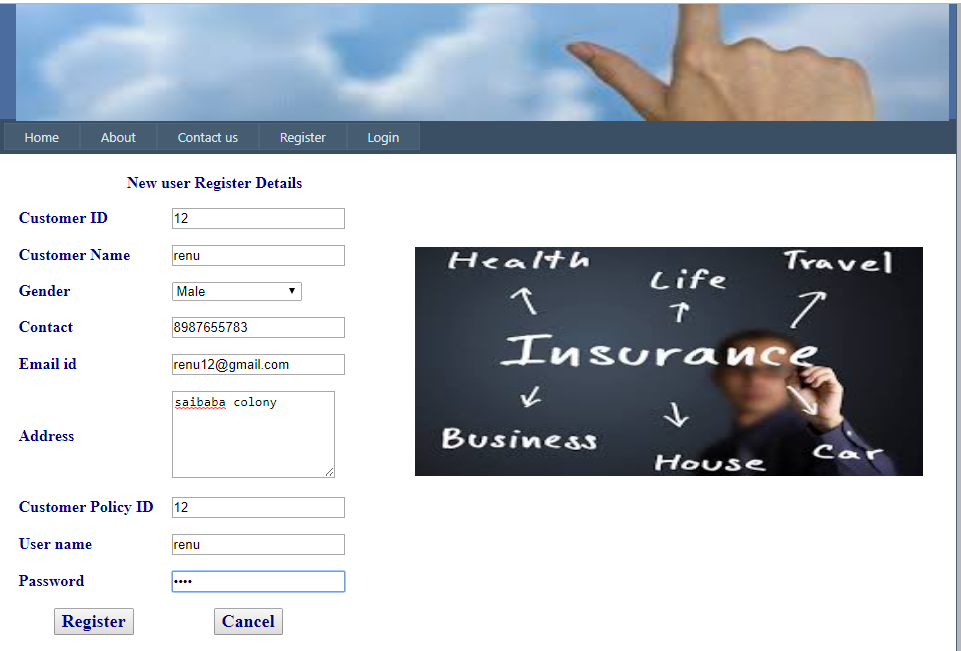 Home About Contact us Register Login
New user Register Details
Customer ID 12
Customer Name renu
Gender Male
Contact 8987655783
Email id renu12@gmail.com
Address saibaba colony
Customer Policy ID 12
User name renu
Password ••••
Register Cancel
Health Life Travel
Insurance
Business House Car